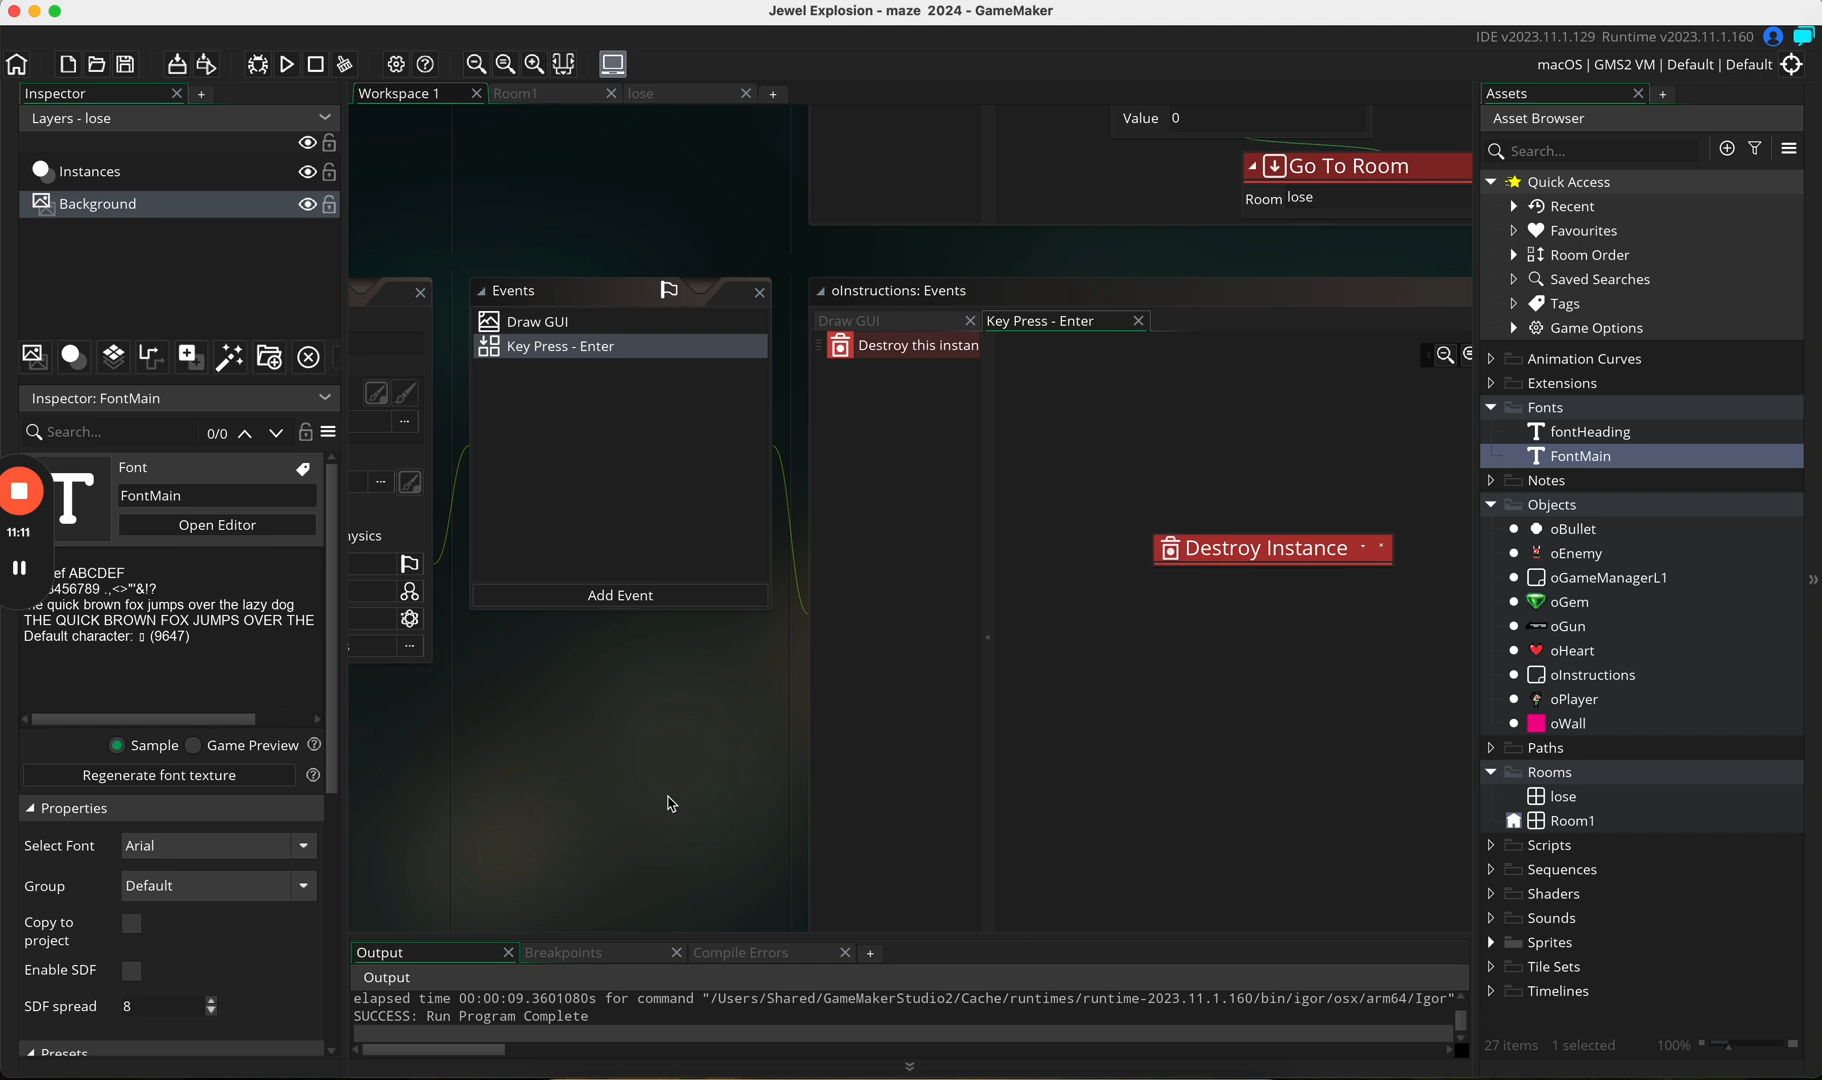 Jewel Explosion - maze 2024 - GameMaker
IDE v2023.11.1.129 Runtime v2023.11.1.160
macOS | GMS2 VM | Default | Default
Inspector
Workspace 1
Room1
lose
Assets
Layers - lose
Instances
Background
Inspector: FontMain
Search...
0/0
Font
FontMain
Open Editor
11:11
ef ABCDEF
456789 .,<>"'&!?
quick brown fox jumps over the lazy dog
THE QUICK BROWN FOX JUMPS OVER THE
Default character: ▯ (9647)
Sample
Game Preview
Regenerate font texture
Properties
Select Font
Arial
Group
Default
Copy to
project
Enable SDF
SDF spread
8
Presets
Value 0
Go To Room
Room lose
ysics
Events
Draw GUI
Key Press - Enter
Add Event
oInstructions: Events
Draw GUI
Key Press - Enter
Destroy this instan
Destroy Instance
Output
Breakpoints
Compile Errors
Output
elapsed time 00:00:09.3601080s for command "/Users/Shared/GameMakerStudio2/Cache/runtimes/runtime-2023.11.1.160/bin/igor/osx/arm64/Igor"
SUCCESS: Run Program Complete
Asset Browser
Search...
Quick Access
Recent
Favourites
Room Order
Saved Searches
Tags
Game Options
Animation Curves
Extensions
Fonts
fontHeading
FontMain
Notes
Objects
oBullet
oEnemy
oGameManagerL1
oGem
oGun
oHeart
oInstructions
oPlayer
oWall
Paths
Rooms
lose
Room1
Scripts
Sequences
Shaders
Sounds
Sprites
Tile Sets
Timelines
27 items
1 selected
100%